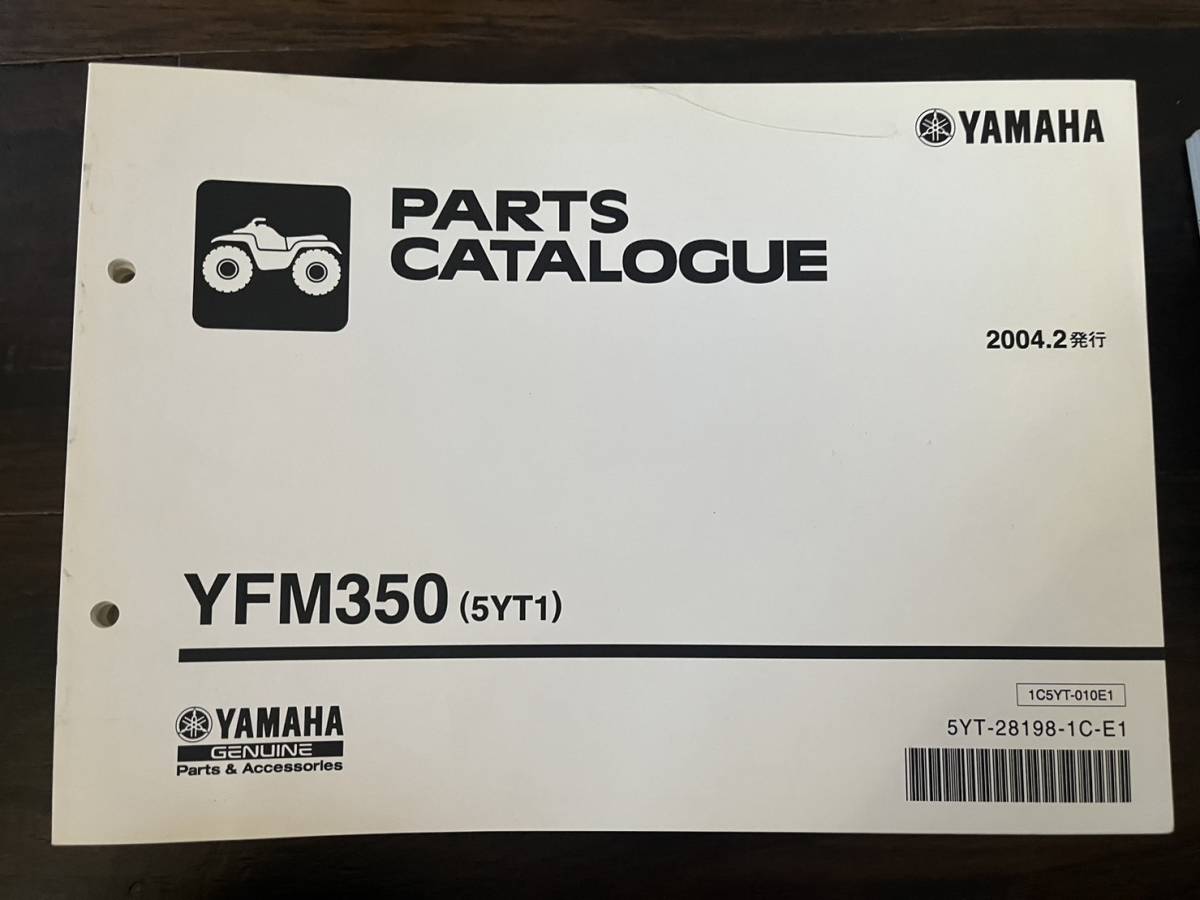 YAMAHA
PARTS
CATALOGUE
2004.2発行
YFM350 (5YT1)
1C5YT-010E1
5YT-28198-1C-E1
YAMAHA
GENUINE
Parts & Accessories